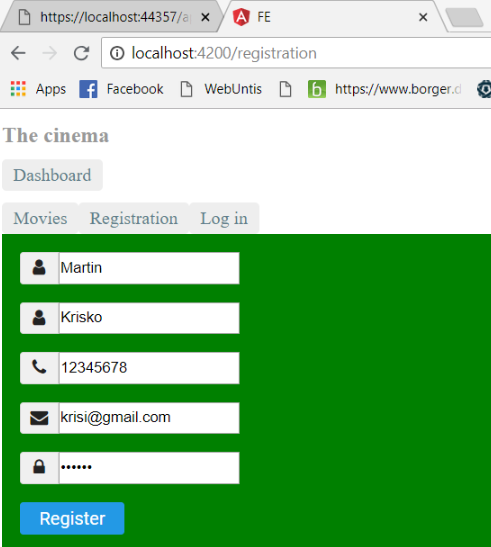 https://localhost:44357/a
FE
localhost:4200/registration
Apps Facebook WebUntis https://www.borger.d
The cinema
Dashboard
Movies Registration Log in
Martin
Krisko
12345678
krisi@gmail.com
••••••
Register